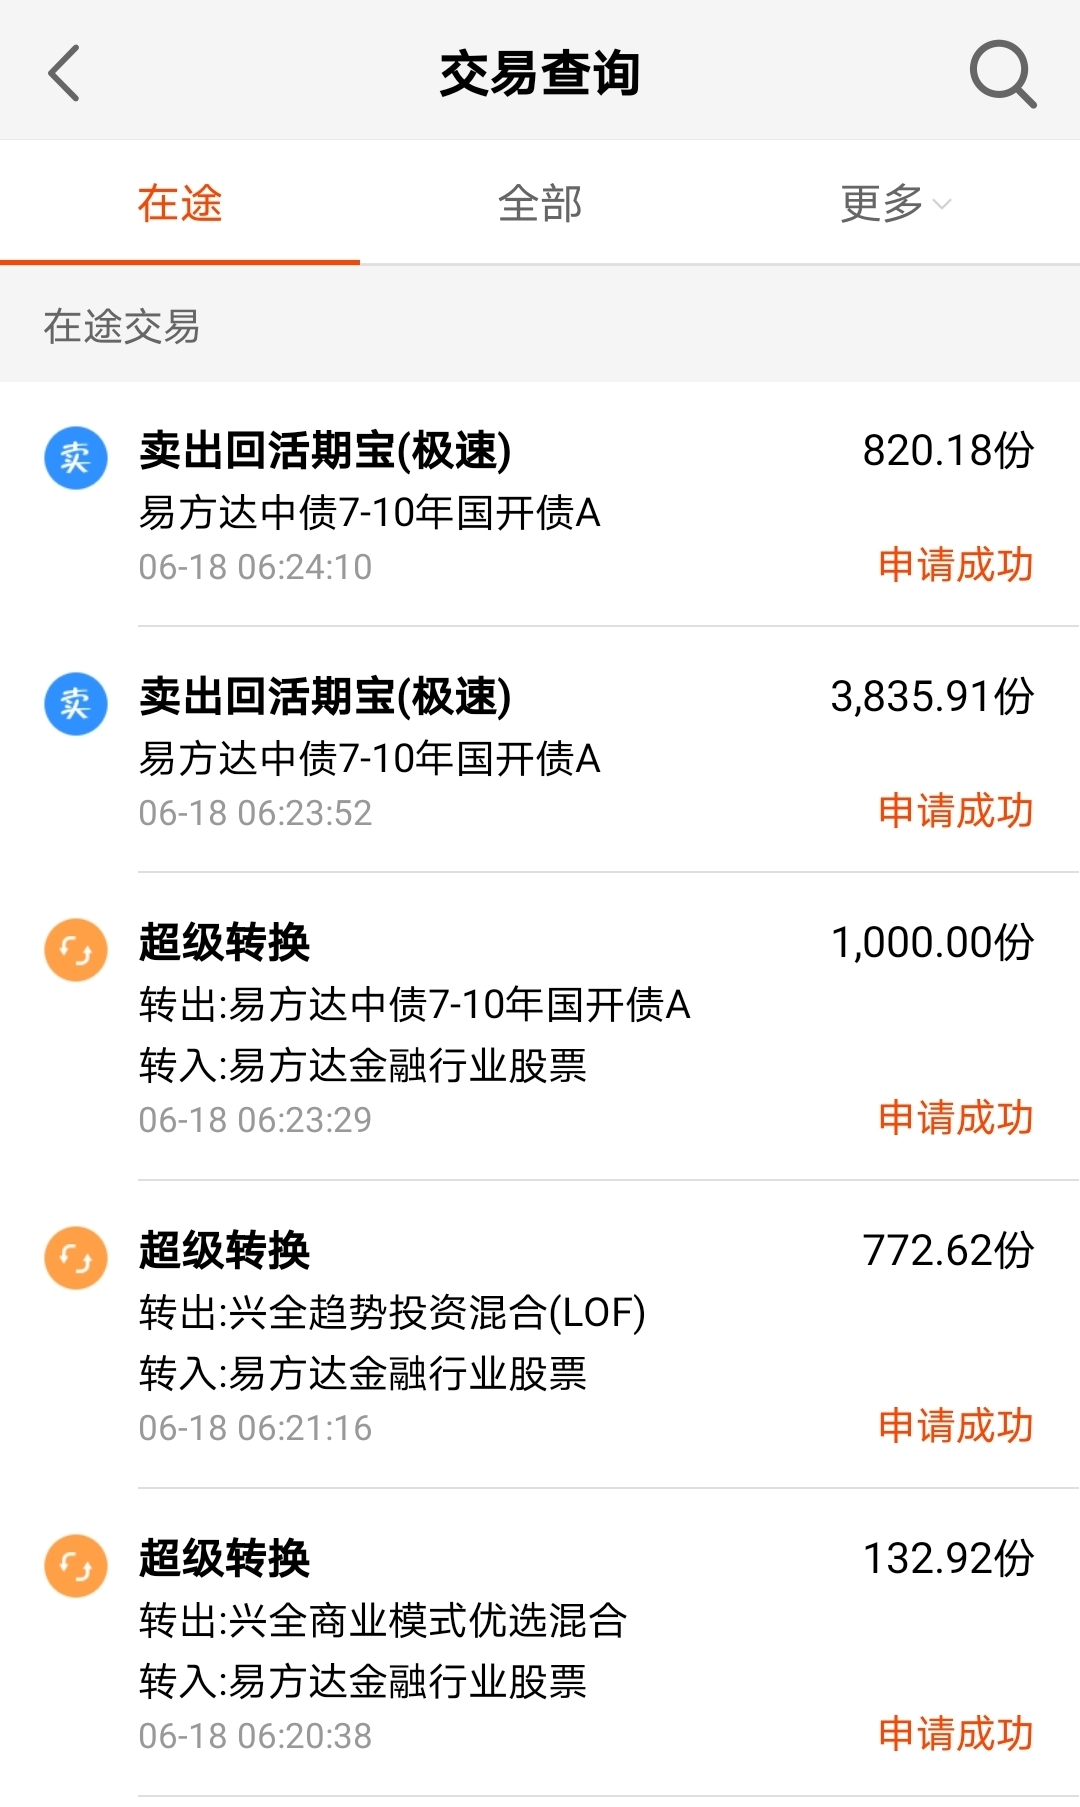 交易查询
在途
全部
更多
在途交易
卖
卖出回活期宝(极速)
820.18份
易方达中债7-10年国开债A
06-18 06:24:10
申请成功
卖
卖出回活期宝(极速)
3,835.91份
易方达中债7-10年国开债A
06-18 06:23:52
申请成功
超级转换
1,000.00份
转出:易方达中债7-10年国开债A
转入:易方达金融行业股票
06-18 06:23:29
申请成功
超级转换
772.62份
转出:兴全趋势投资混合(LOF)
转入:易方达金融行业股票
06-18 06:21:16
申请成功
超级转换
132.92份
转出:兴全商业模式优选混合
转入:易方达金融行业股票
06-18 06:20:38
申请成功